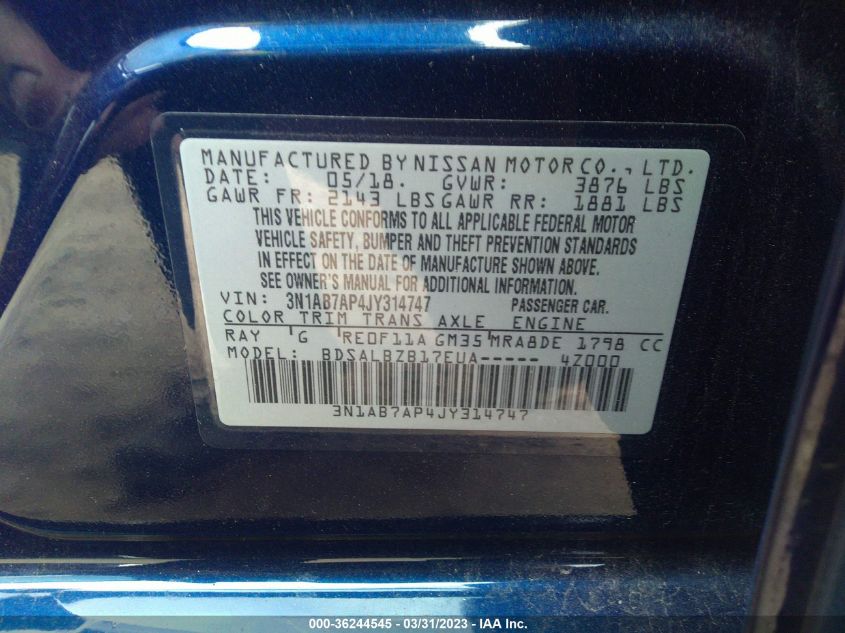 MANUFACTURED BY NISSAN MOTOR CO., LTD.
DATE: 05/18. GVWR: 3876 LBS
GAWR FR: 2143 LBS GAWR RR: 1881 LBS
THIS VEHICLE CONFORMS TO ALL APPLICABLE FEDERAL MOTOR
VEHICLE SAFETY, BUMPER AND THEFT PREVENTION STANDARDS
IN EFFECT ON THE DATE OF MANUFACTURE SHOWN ABOVE.
SEE OWNER'S MANUAL FOR ADDITIONAL INFORMATION.
VIN: 3N1AB7AP4JY314747 PASSENGER CAR.
COLOR TRIM TRANS AXLE ENGINE
RAY G RE0F11A GM35 MRA8DE 1798 CC
MODEL: BDSALBZB17EUA----- 4Z000
3N1AB7AP4JY314747
000-36244545 - 03/31/2023 - IAA Inc.